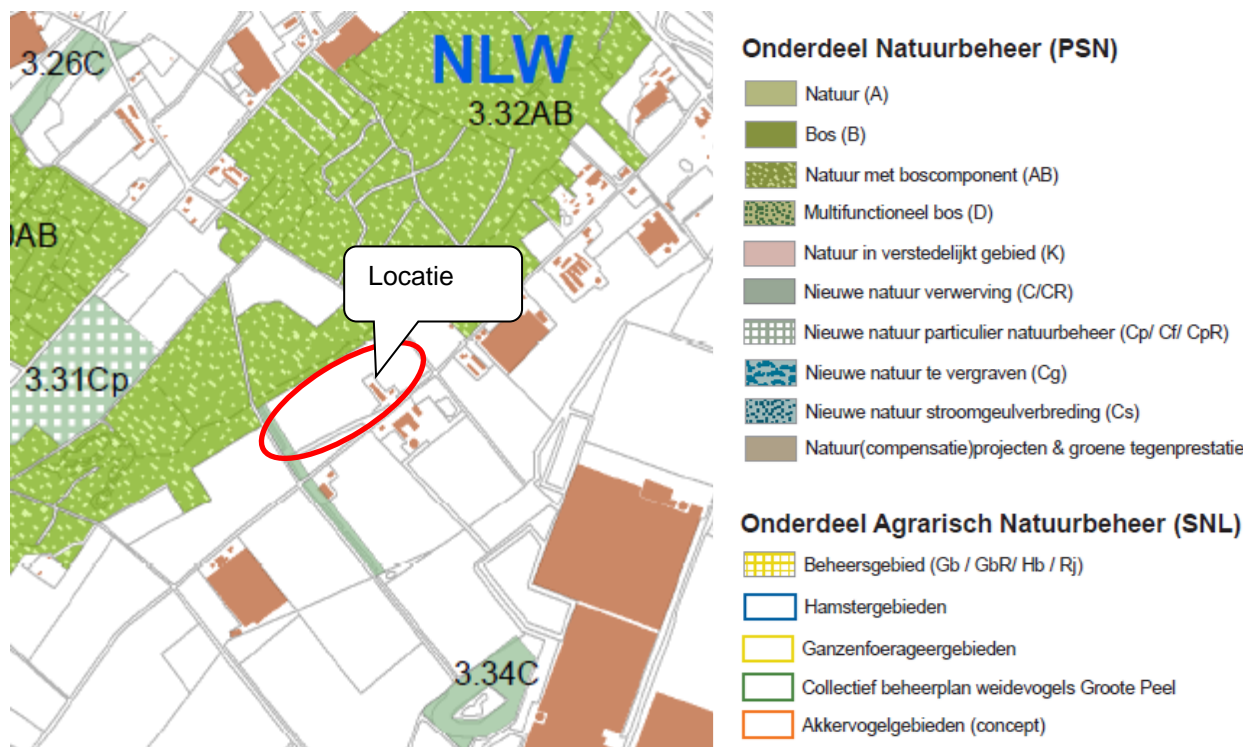 3.26C
NLW
3.32AB
0AB
Locatie
3.31Cp
3.34C
Onderdeel Natuurbeheer (PSN)
Natuur (A)
Bos (B)
Natuur met boscomponent (AB)
Multifunctioneel bos (D)
Natuur in verstedelijkt gebied (K)
Nieuwe natuur verwerving (C/CR)
Nieuwe natuur particulier natuurbeheer (Cp/ Cf/ CpR)
Nieuwe natuur te vergraven (Cg)
Nieuwe natuur stroomgeulverbreding (Cs)
Natuur(compensatie)projecten & groene tegenprestatie
Onderdeel Agrarisch Natuurbeheer (SNL)
Beheersgebied (Gb / GbR/ Hb / Rj)
Hamstergebieden
Ganzenfoerageergebieden
Collectief beheerplan weidevogels Groote Peel
Akkervogelgebieden (concept)